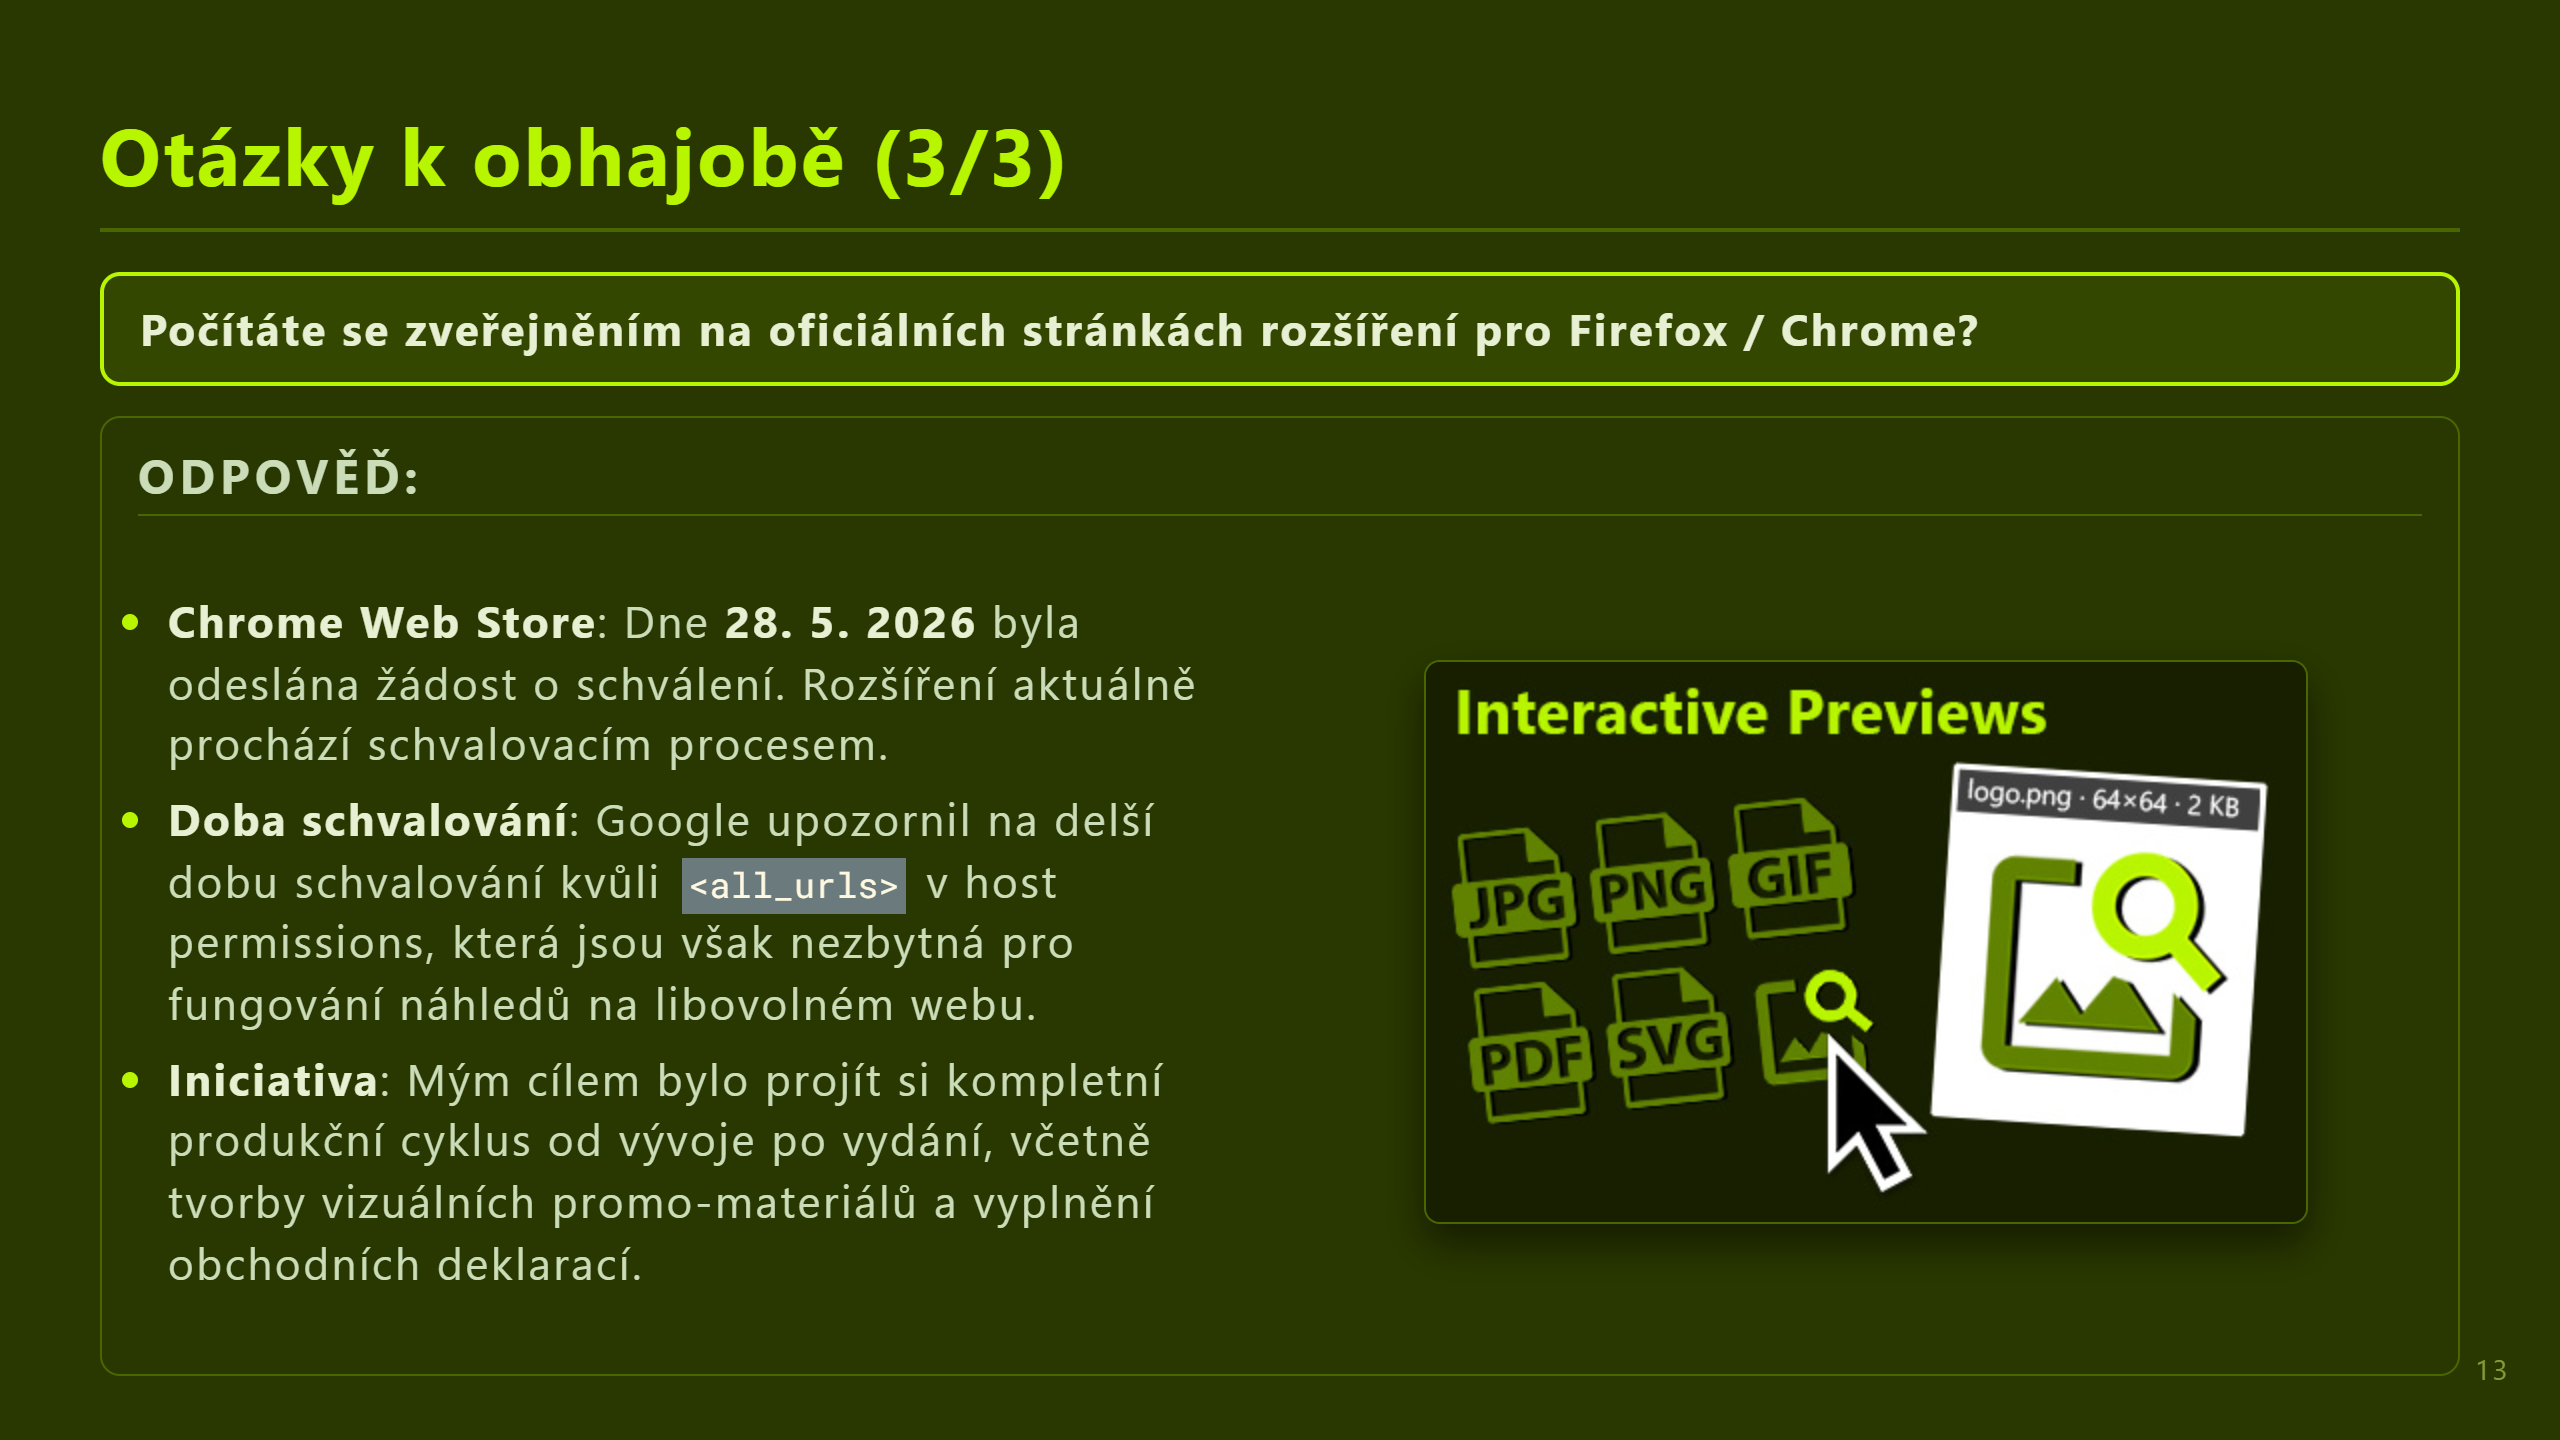 Otázky k obhajobě (3/3)
Počítáte se zveřejněním na oficiálních stránkách rozšíření pro Firefox / Chrome?
ODPOVĚĎ:
Chrome Web Store: Dne 28. 5. 2026 byla
odeslána žádost o schválení. Rozšíření aktuálně
prochází schvalovacím procesem.
Doba schvalování: Google upozornil na delší
dobu schvalování kvůli <all_urls> v host
permissions, která jsou však nezbytná pro
fungování náhledů na libovolném webu.
Iniciativa: Mým cílem bylo projít si kompletní
produkční cyklus od vývoje po vydání, včetně
tvorby vizuálních promo-materiálů a vyplnění
obchodních deklarací.
Interactive Previews
logo.png · 64×64 · 2 KB
JPG PNG GIF
PDF SVG
13